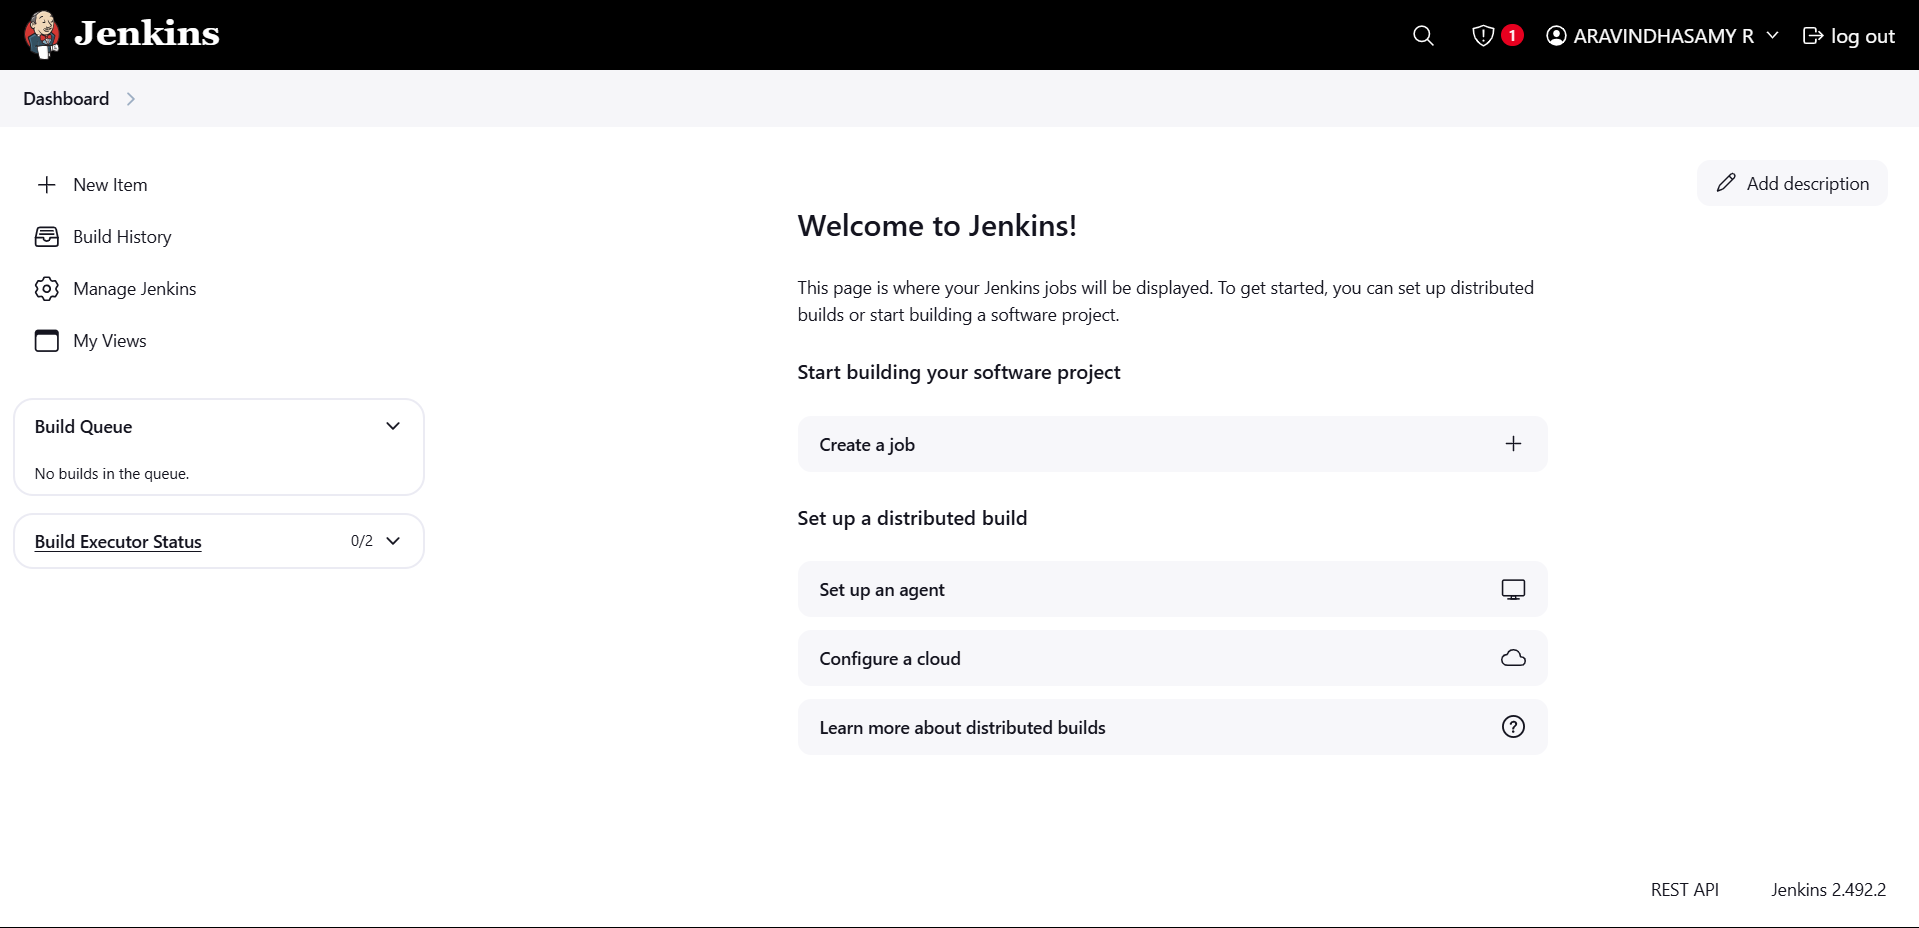 Jenkins
1
ARAVINDHASAMY R
log out
Dashboard
New Item
Build History
Manage Jenkins
My Views
Build Queue
No builds in the queue.
Build Executor Status
0/2
Add description
Welcome to Jenkins!
This page is where your Jenkins jobs will be displayed. To get started, you can set up distributed
builds or start building a software project.
Start building your software project
Create a job
Set up a distributed build
Set up an agent
Configure a cloud
Learn more about distributed builds
REST API
Jenkins 2.492.2